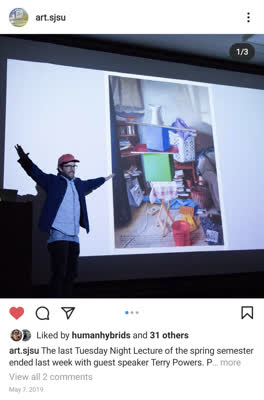 art.sjsu
1/3
Liked by humanhybrids and 31 others
art.sjsu The last Tuesday Night Lecture of the spring semester
ended last week with guest speaker Terry Powers. P... more
View all 2 comments
May 7, 2019